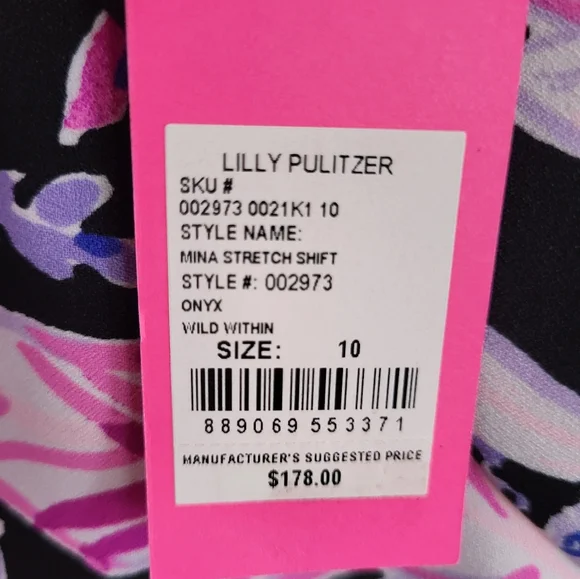 LILLY PULITZER
SKU #
002973 0021K1 10
STYLE NAME:
MINA STRETCH SHIFT
STYLE #: 002973
ONYX
WILD WITHIN
SIZE: 10
889069 553371
MANUFACTURER'S SUGGESTED PRICE
$178.00